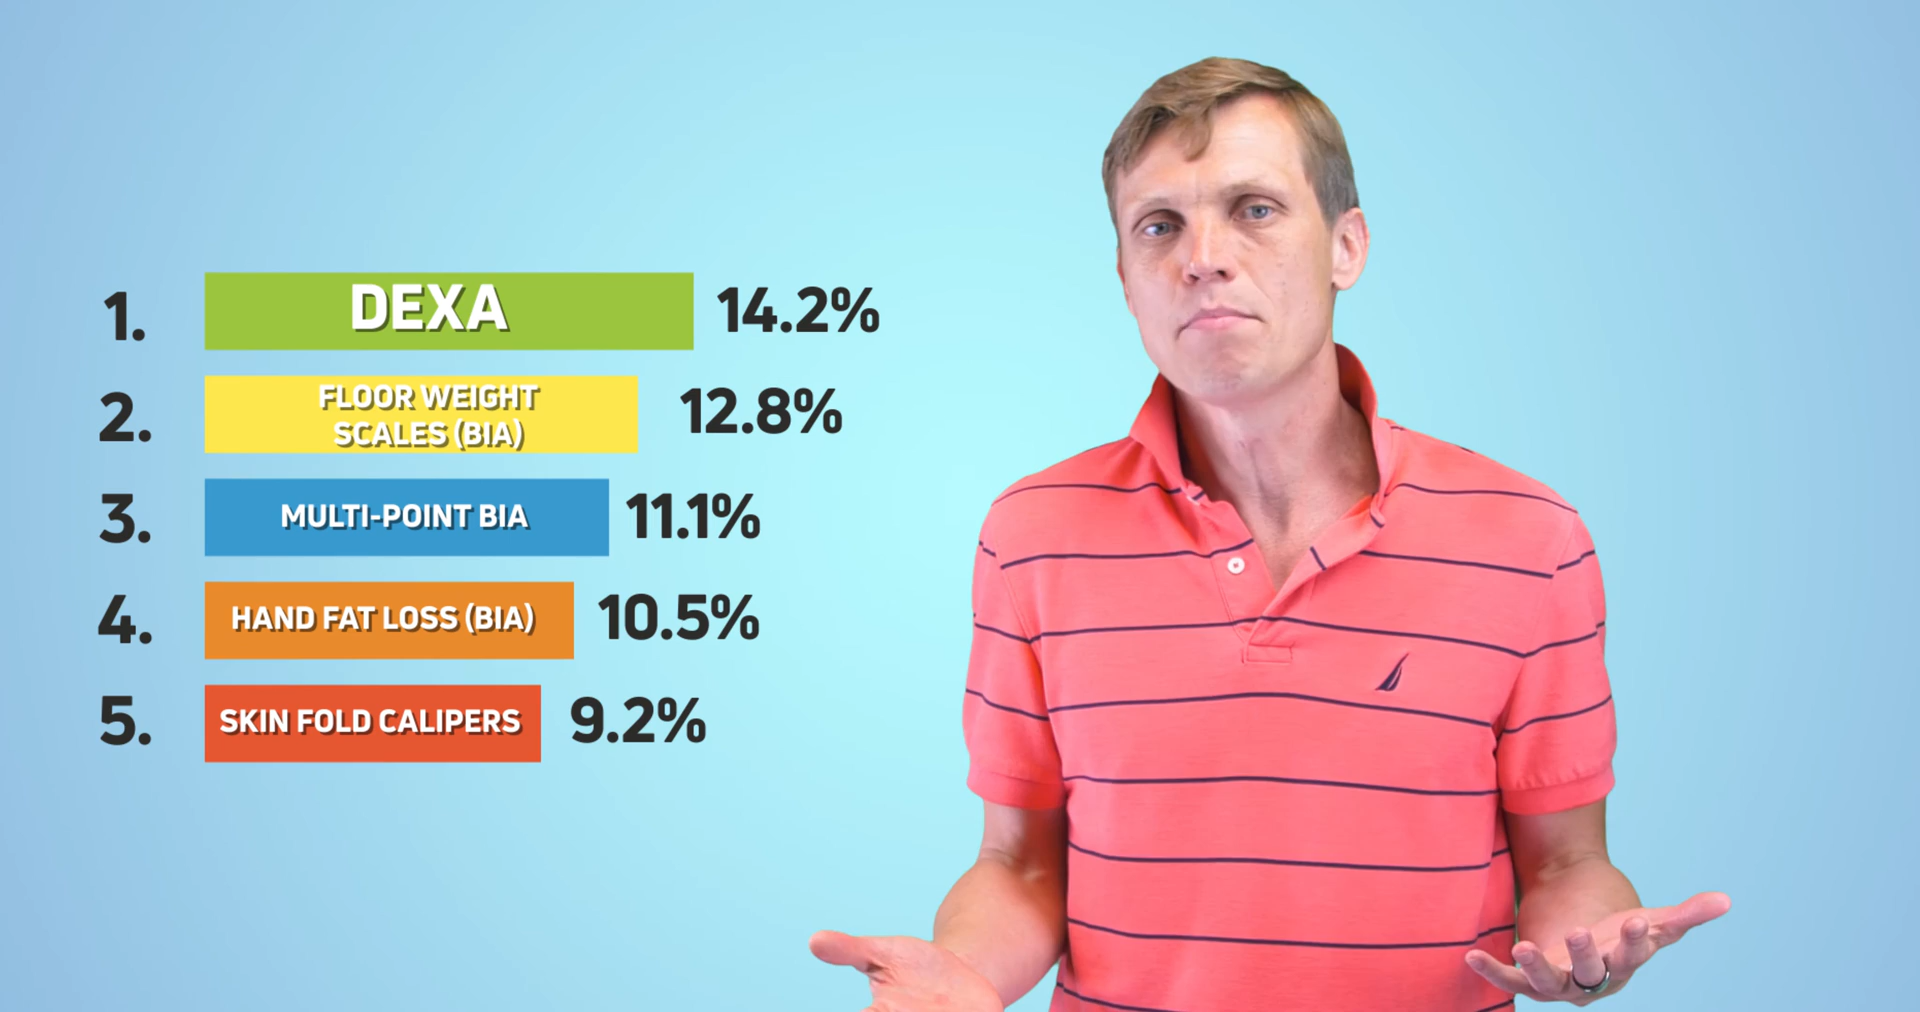 1. DEXA 14.2%
2. FLOOR WEIGHT
SCALES (BIA) 12.8%
3. MULTI-POINT BIA 11.1%
4. HAND FAT LOSS (BIA) 10.5%
5. SKIN FOLD CALIPERS 9.2%